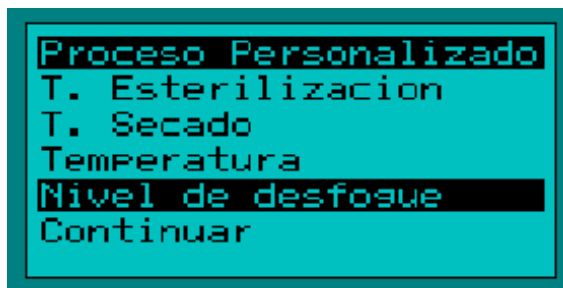 Proceso Personalizado
T. Esterilizacion
T. Secado
Temperatura
Nivel de desfogue
Continuar